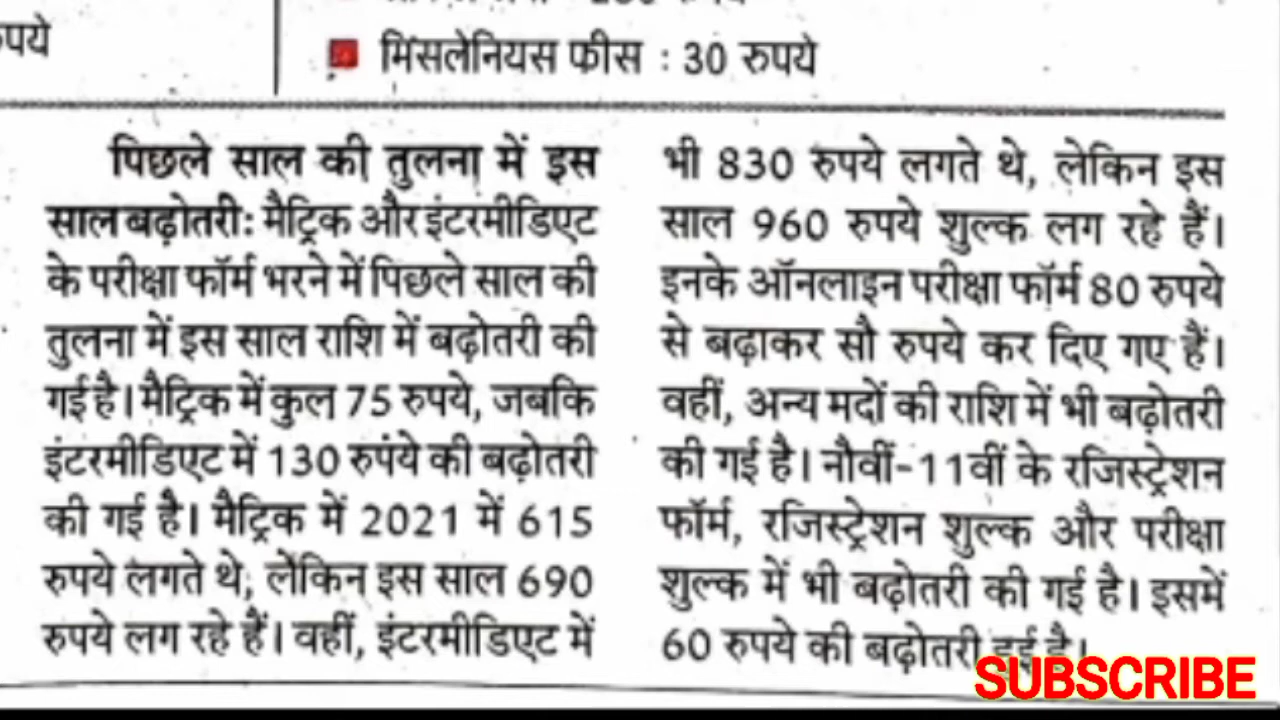 पये
मिसलेनियस फीस : 30 रुपये
पिछले साल की तुलना में इस
साल बढ़ोतरी: मैट्रिक और इंटरमीडिएट
के परीक्षा फॉर्म भरने में पिछले साल की
तुलना में इस साल राशि में बढ़ोतरी की
गई है। मैट्रिक में कुल 75 रुपये, जबकि
इंटरमीडिएट में 130 रुपये की बढ़ोतरी
की गई है। मैट्रिक में 2021 में 615
रुपये लगते थे, लेकिन इस साल 690
रुपये लग रहे हैं। वहीं, इंटरमीडिएट में
भी 830 रुपये लगते थे, लेकिन इस
साल 960 रुपये शुल्क लग रहे हैं।
इनके ऑनलाइन परीक्षा फॉर्म 80 रुपये
से बढ़ाकर सौ रुपये कर दिए गए हैं।
वहीं, अन्य मदों की राशि में भी बढ़ोतरी
की गई है। नौवीं-11वीं के रजिस्ट्रेशन
फॉर्म, रजिस्ट्रेशन शुल्क और परीक्षा
शुल्क में भी बढ़ोतरी की गई है। इसमें
60 रुपये की बढ़ोतरी हुई है।
SUBSCRIBE